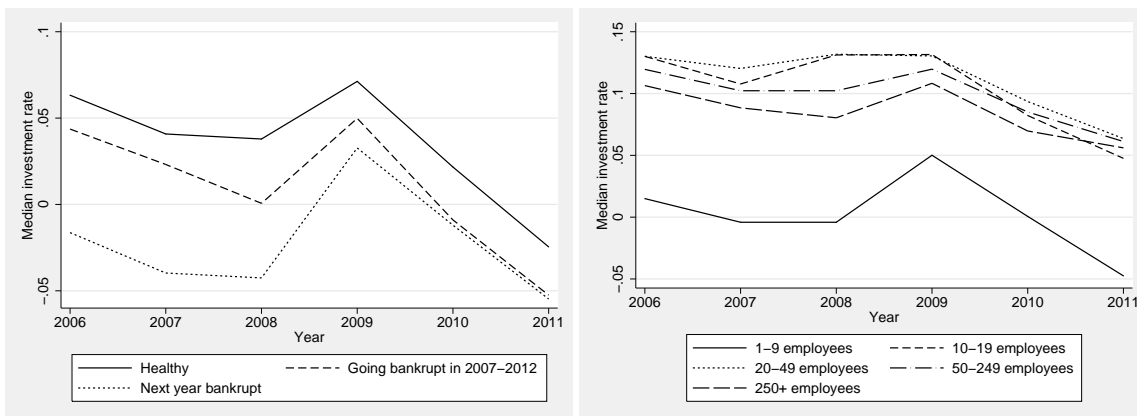 .1
.05
0
−.05
Median investment rate
2006 2007 2008 2009 2010 2011
Year
Healthy Going bankrupt in 2007−2012
Next year bankrupt
.15
.1
.05
0
−.05
Median investment rate
2006 2007 2008 2009 2010 2011
Year
1−9 employees 10−19 employees
20−49 employees 50−249 employees
250+ employees